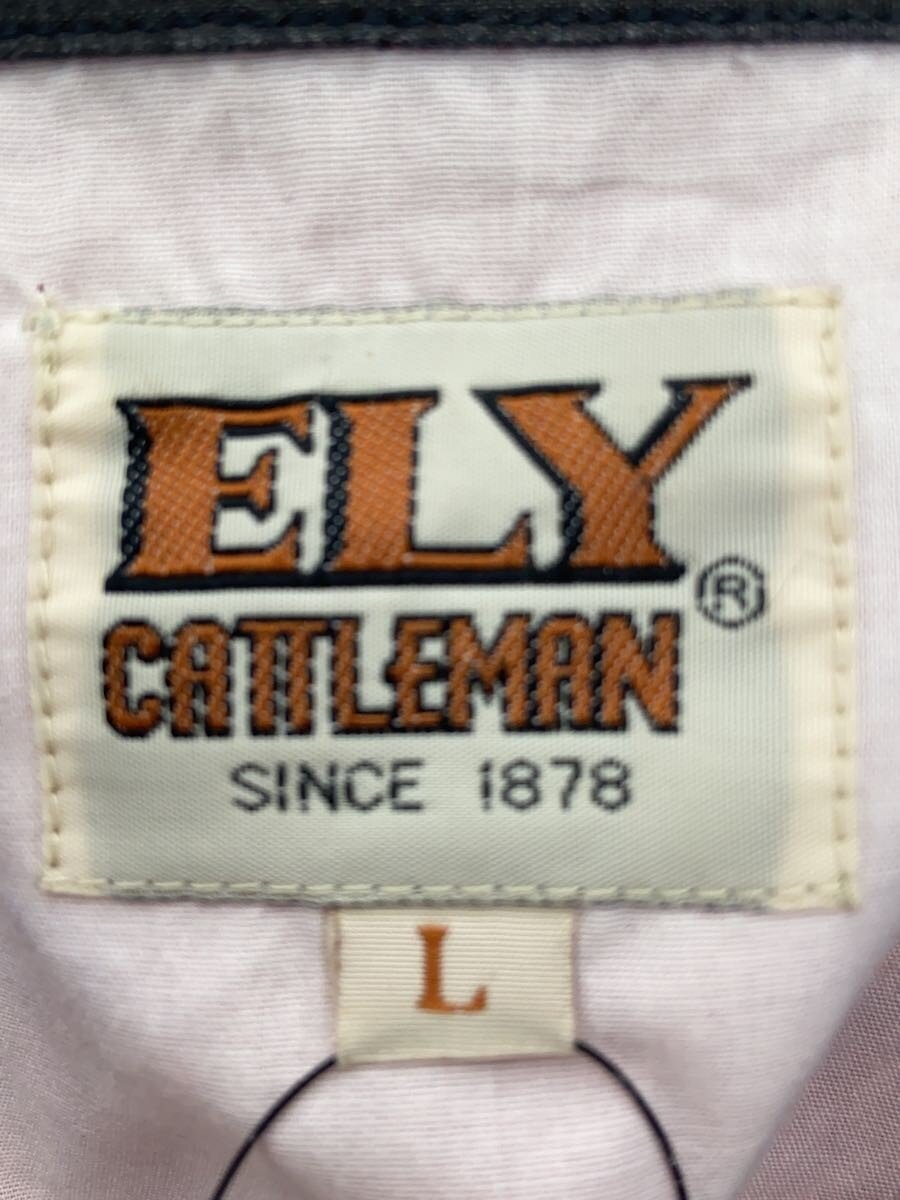 ELY
CATTLEMAN®
SINCE 1878
L